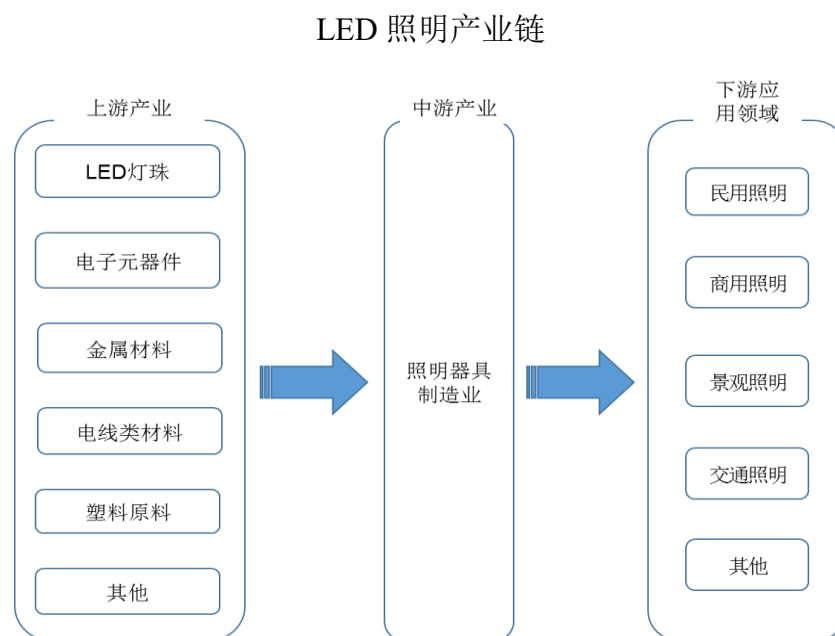 LED 照明产业链
上游产业
LED灯珠
电子元器件
金属材料
电线类材料
塑料原料
其他
中游产业
照明器具
制造业
下游应
用领域
民用照明
商用照明
景观照明
交通照明
其他